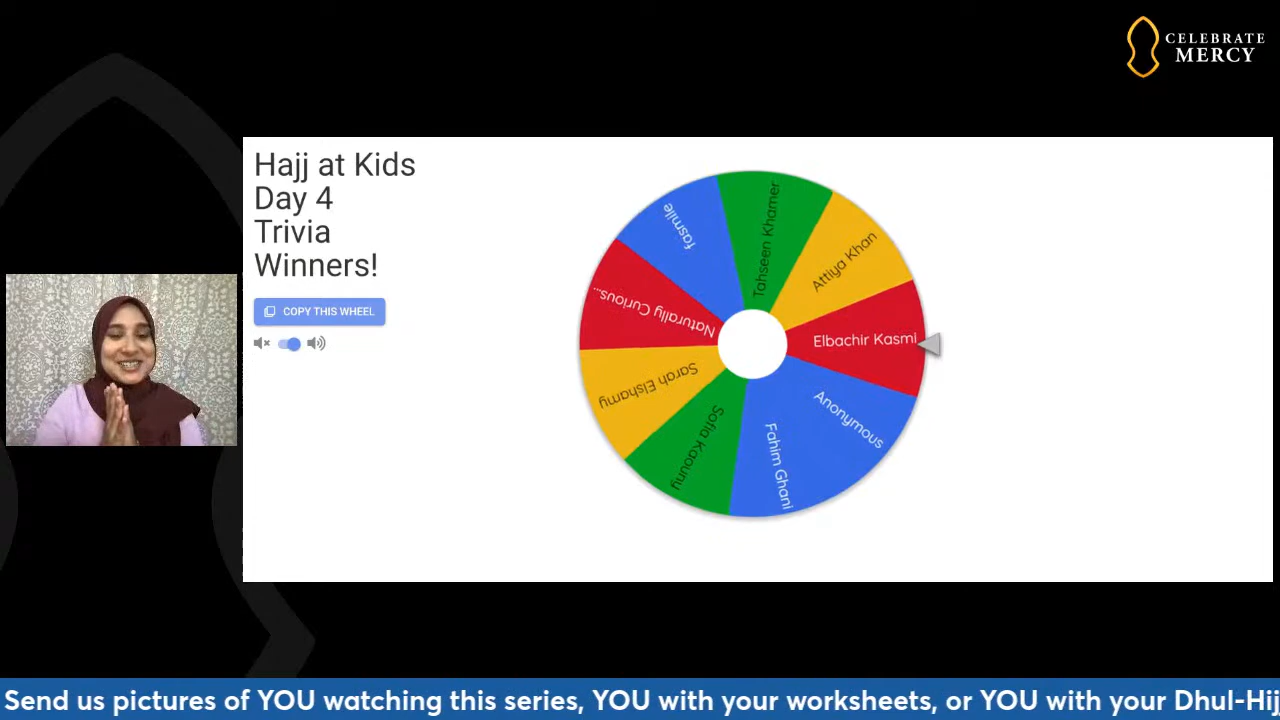 CELEBRATE
MERCY
Hajj at Kids
Day 4
Trivia
Winners!
COPY THIS WHEEL
fasmile
Tahseen Khamer
Attiya Khan
Elbachir Kasmi
Anonymous
Fahim Ghani
Sofia Kaouny
Sarah Elshamy
Naturally Curious...
Send us pictures of YOU watching this series, YOU with your worksheets, or YOU with your Dhul-Hij